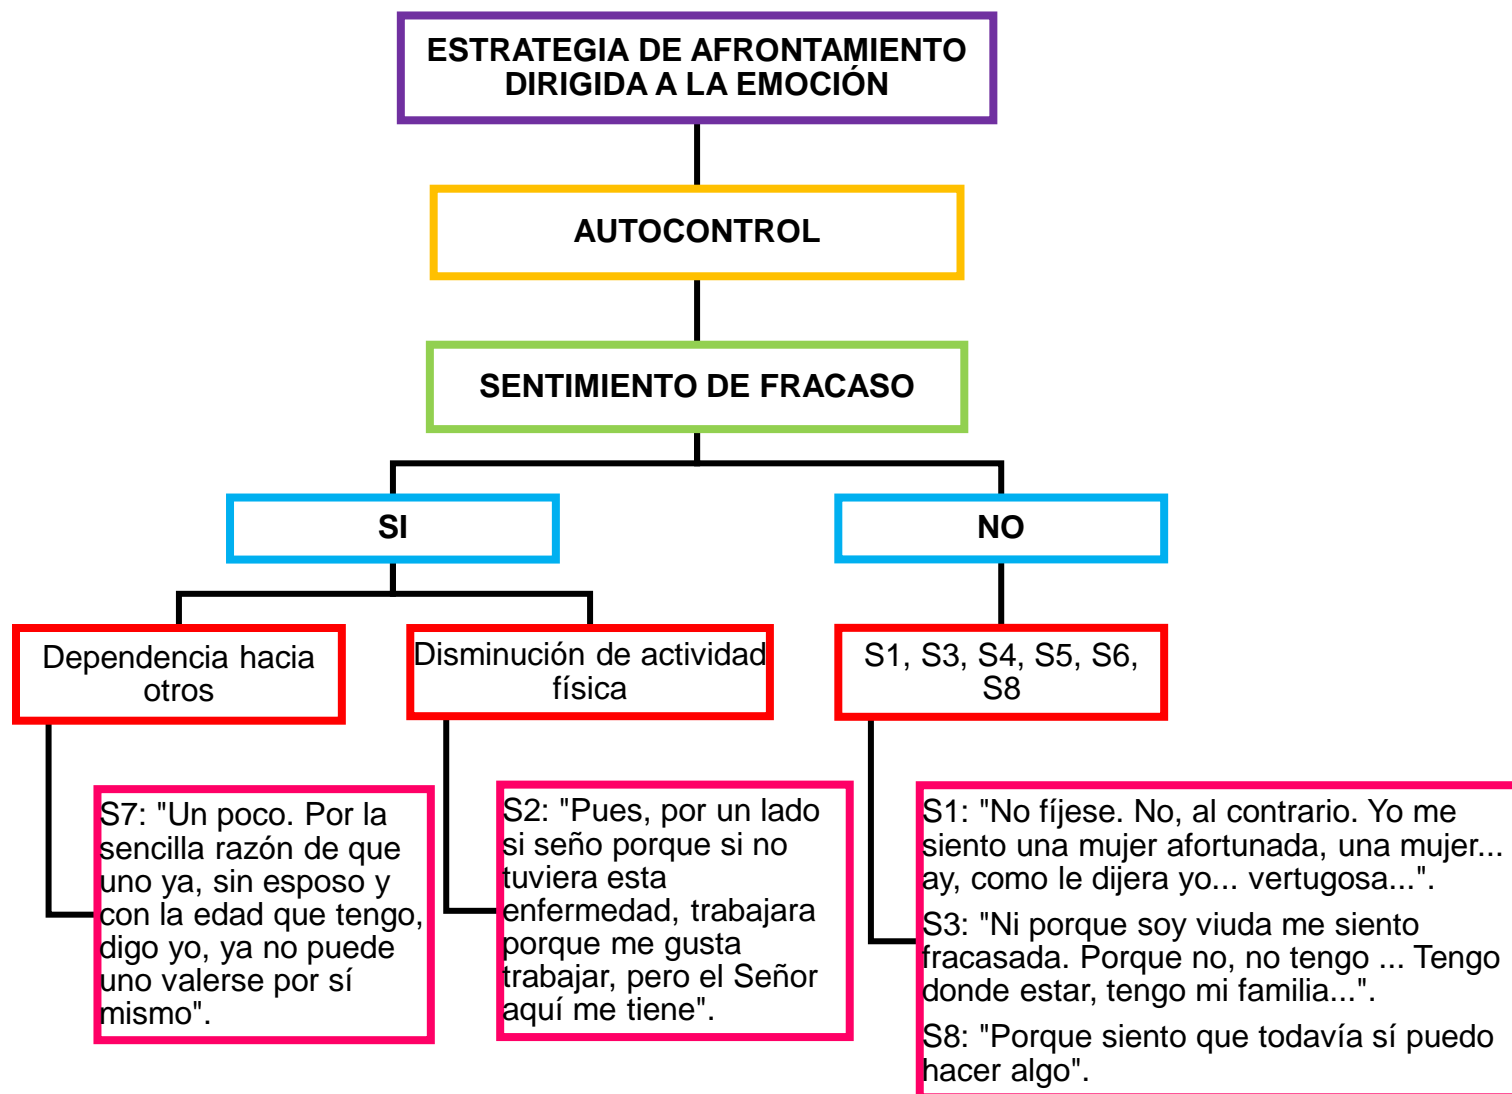 ESTRATEGIA DE AFRONTAMIENTO
DIRIGIDA A LA EMOCIÓN
AUTOCONTROL
SENTIMIENTO DE FRACASO
SI
NO
Dependencia hacia
otros
Disminución de actividad
física
S1, S3, S4, S5, S6,
S8
S7: "Un poco. Por la
sencilla razón de que
uno ya, sin esposo y
con la edad que tengo,
digo yo, ya no puede
uno valerse por sí
mismo".
S2: "Pues, por un lado
si seño porque si no
tuviera esta
enfermedad, trabajara
porque me gusta
trabajar, pero el Señor
aquí me tiene".
S1: "No fíjese. No, al contrario. Yo me
siento una mujer afortunada, una mujer...
ay, como le dijera yo... vertugosa...".
S3: "Ni porque soy viuda me siento
fracasada. Porque no, no tengo ... Tengo
donde estar, tengo mi familia...".
S8: "Porque siento que todavía sí puedo
hacer algo".